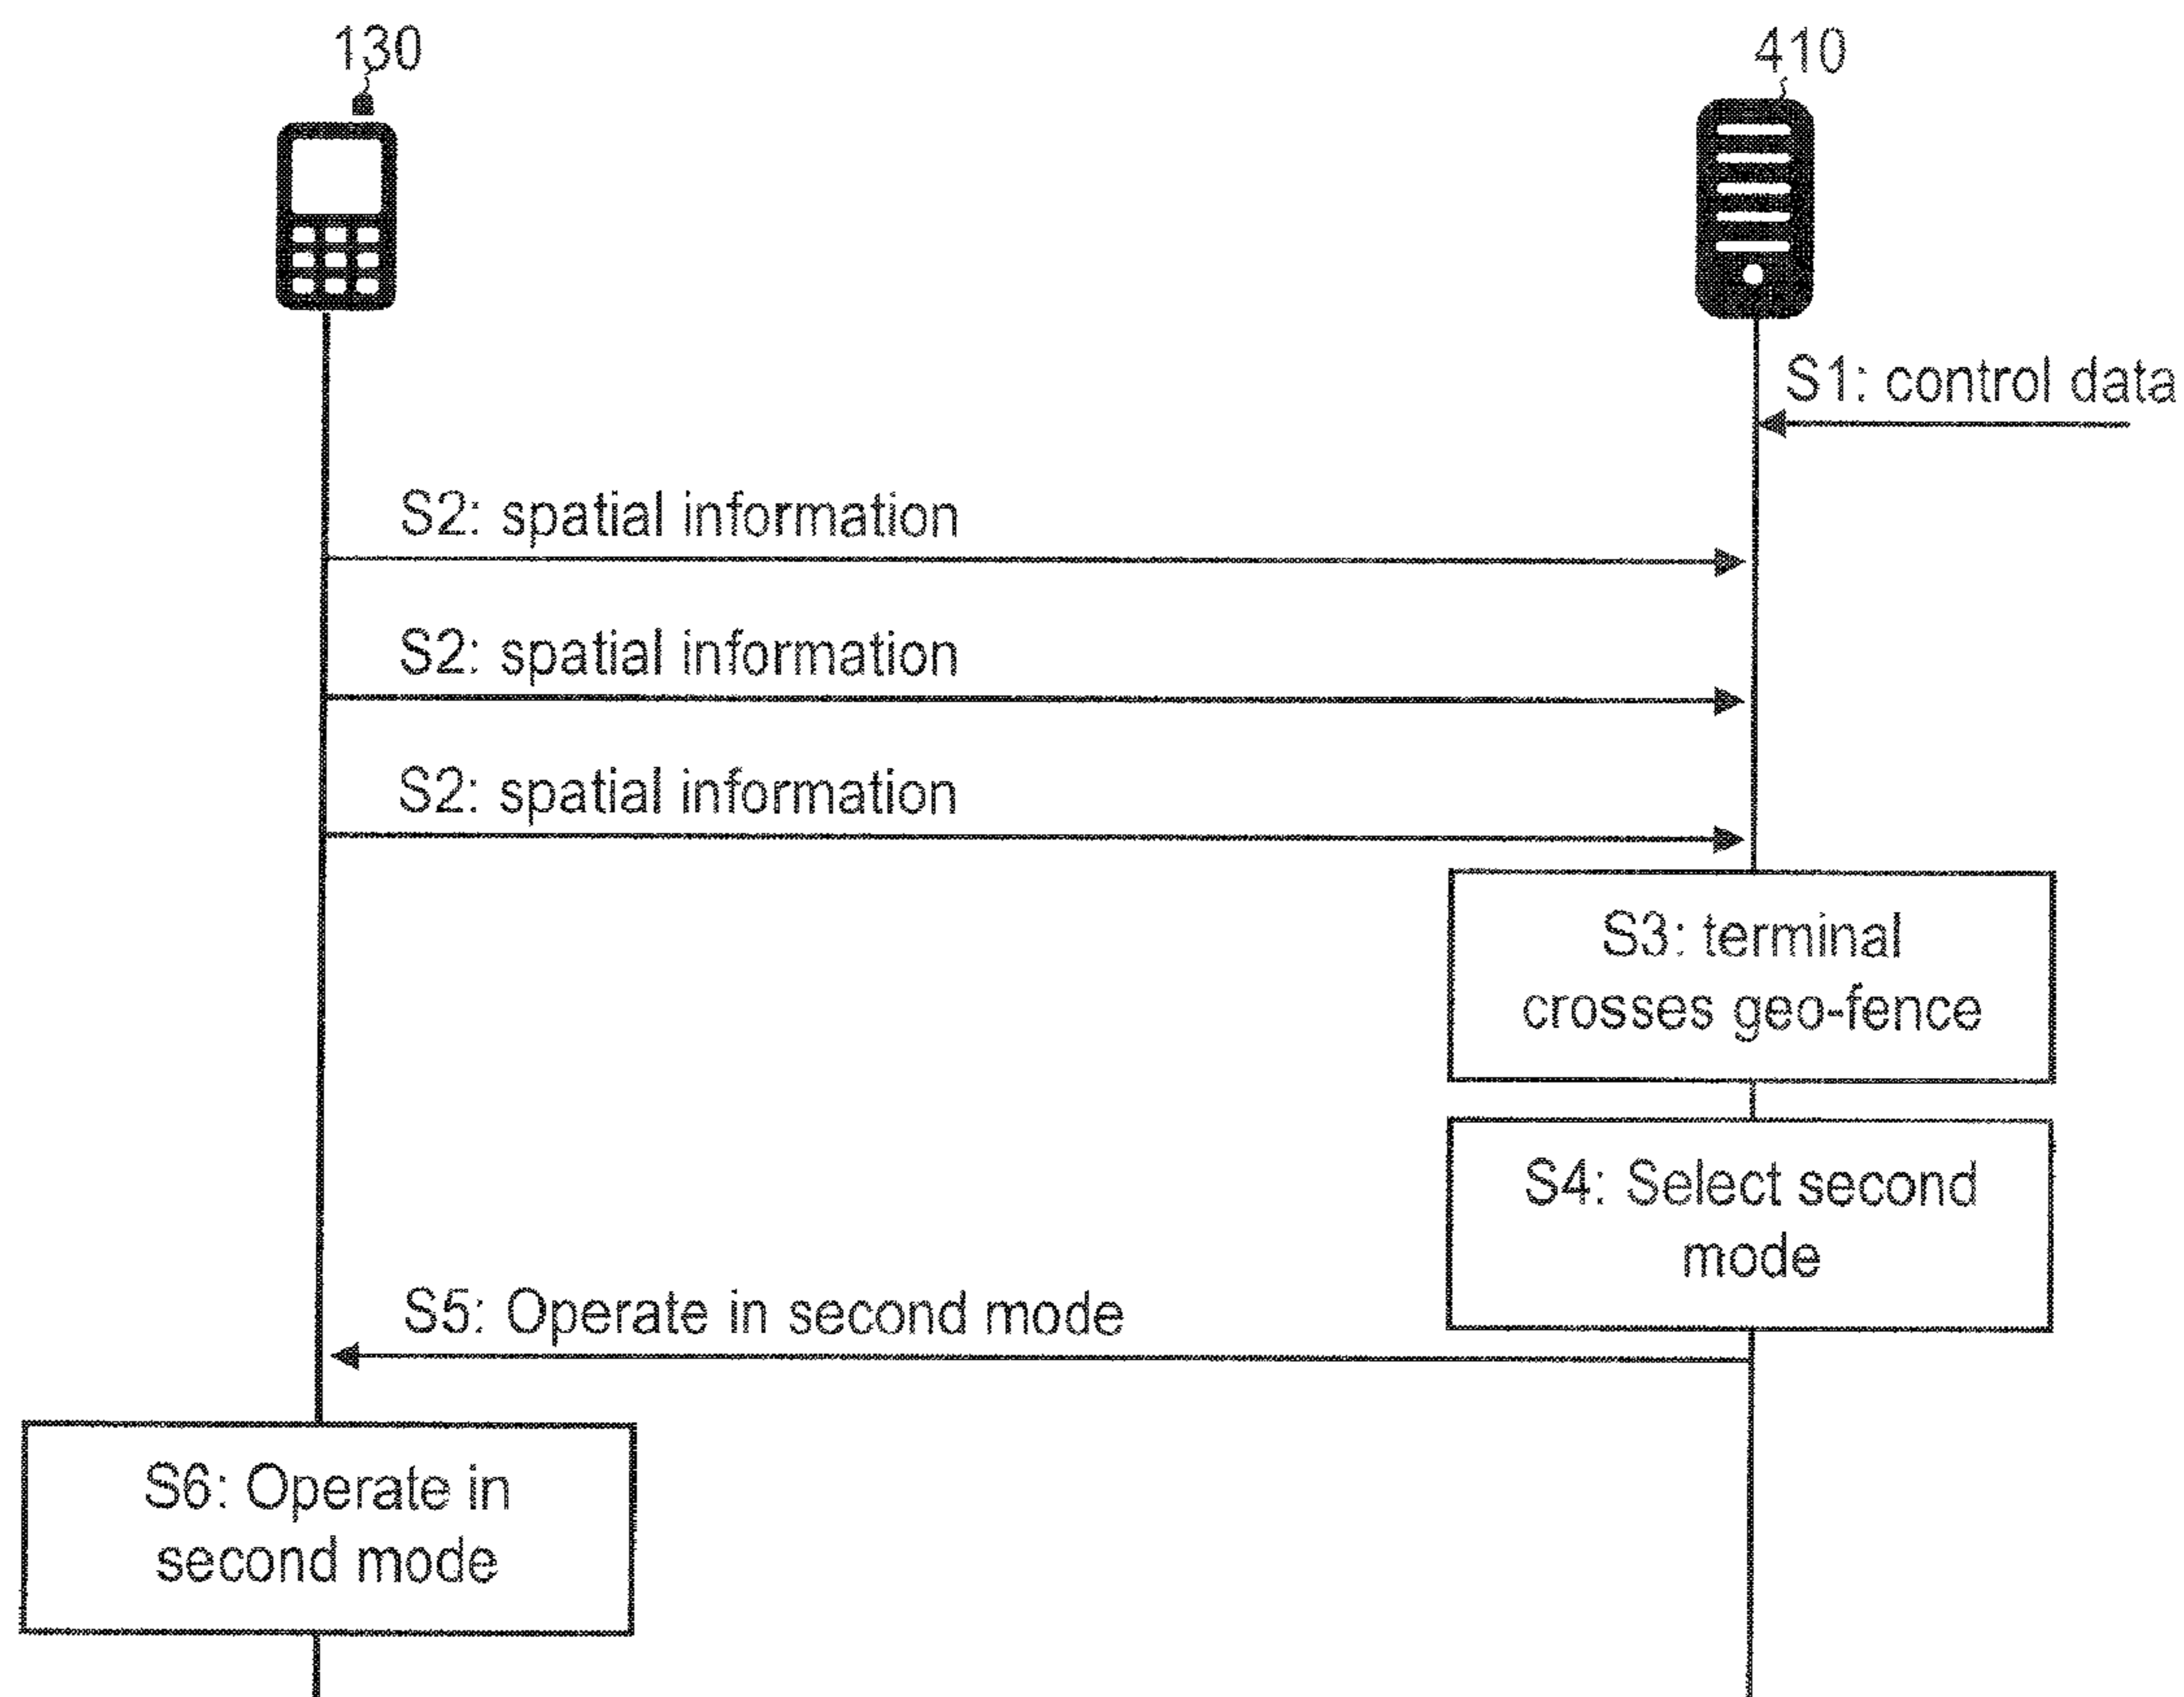 130
410
S1: control data
S2: spatial information
S2: spatial information
S2: spatial information
S3: terminal
crosses geo-fence
S4: Select second
mode
S5: Operate in second mode
S6: Operate in
second mode